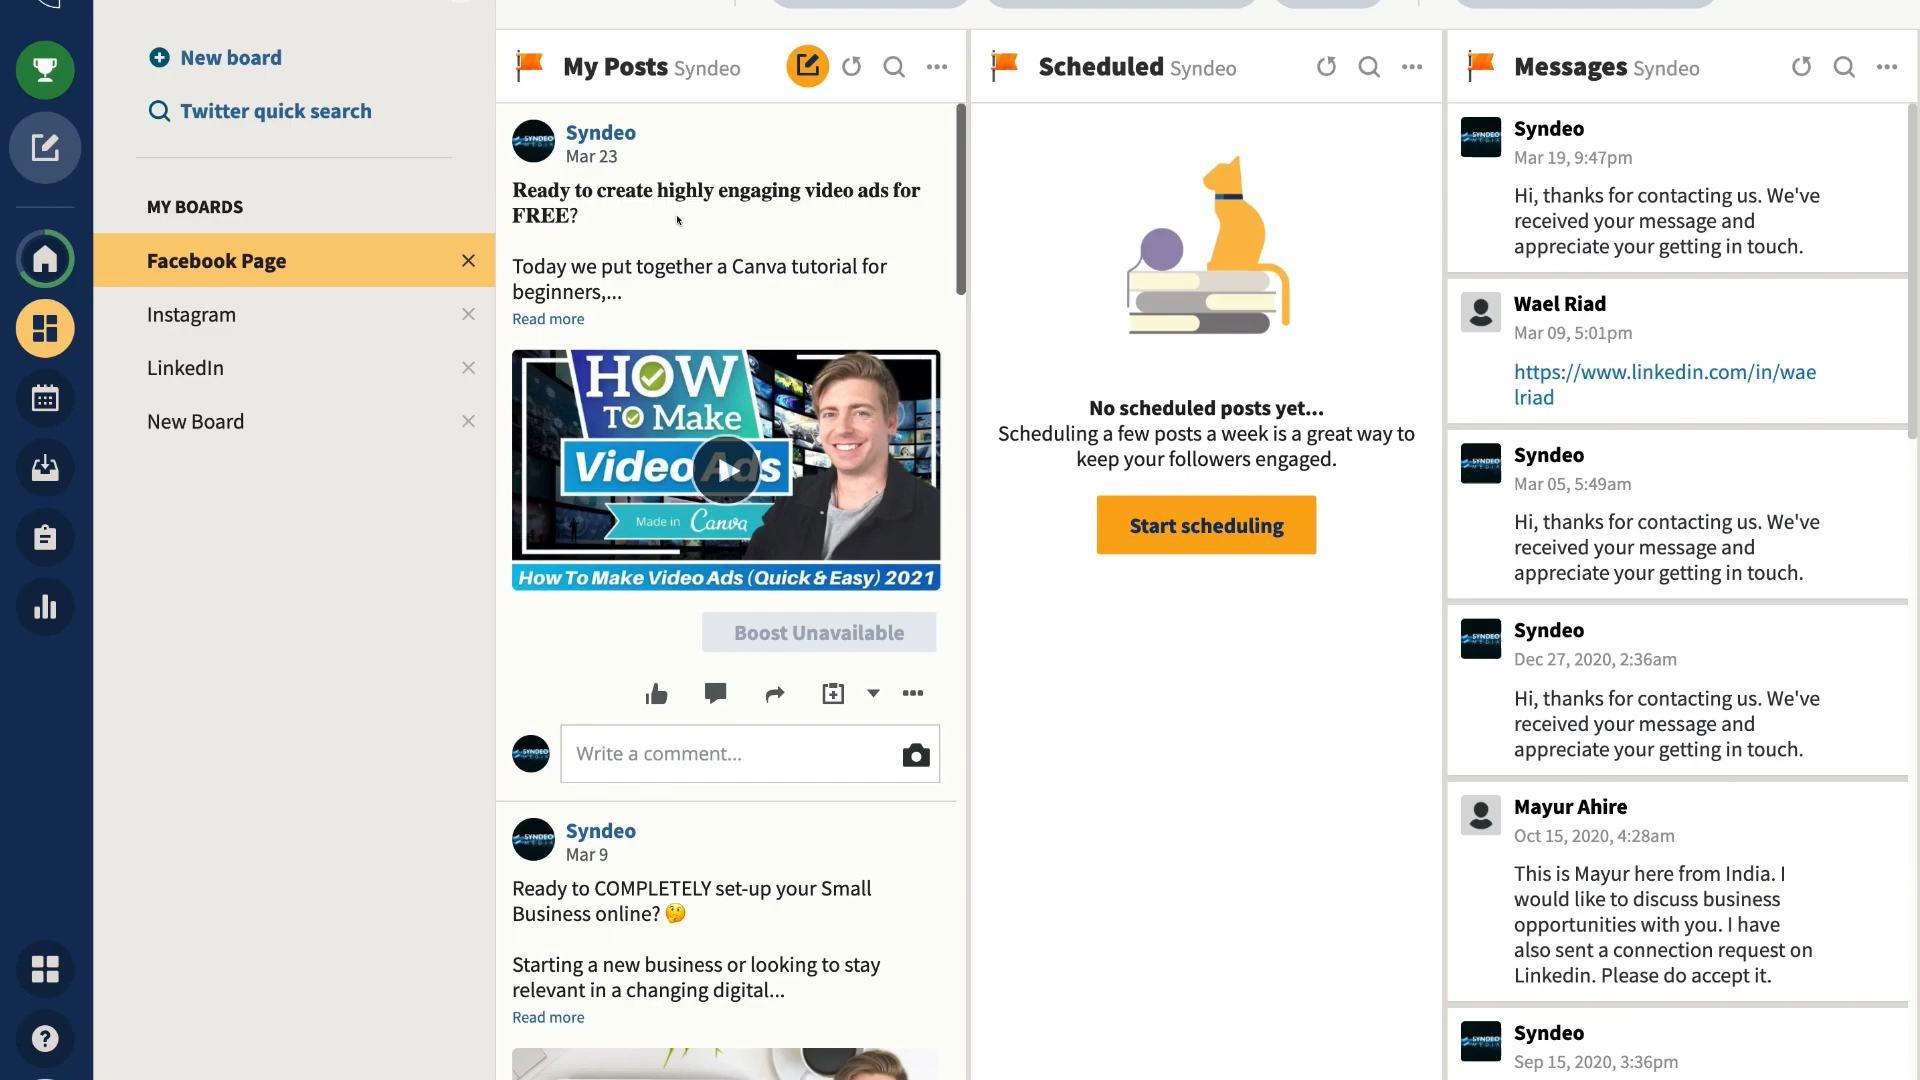 New board
Twitter quick search
MY BOARDS
Facebook Page
Instagram
LinkedIn
New Board
My Posts Syndeo
Syndeo
Mar 23
Ready to create highly engaging video ads for
FREE?
Today we put together a Canva tutorial for
beginners,...
Read more
HOW
TO Make
Video Ads
Made in Canva
How To Make Video Ads (Quick & Easy) 2021
Boost Unavailable
SYNDEO
Write a comment...
Syndeo
Mar 9
Ready to COMPLETELY set-up your Small
Business online? 🤔
Starting a new business or looking to stay
relevant in a changing digital...
Read more
Scheduled Syndeo
No scheduled posts yet...
Scheduling a few posts a week is a great way to
keep your followers engaged.
Start scheduling
Messages Syndeo
Syndeo
Mar 19, 9:47pm
Hi, thanks for contacting us. We've
received your message and
appreciate your getting in touch.
Wael Riad
Mar 09, 5:01pm
https://www.linkedin.com/in/wae
lriad
Syndeo
Mar 05, 5:49am
Hi, thanks for contacting us. We've
received your message and
appreciate your getting in touch.
Syndeo
Dec 27, 2020, 2:36am
Hi, thanks for contacting us. We've
received your message and
appreciate your getting in touch.
Mayur Ahire
Oct 15, 2020, 4:28am
This is Mayur here from India. I
would like to discuss business
opportunities with you. I have
also sent a connection request on
Linkedin. Please do accept it.
Syndeo
Sep 15, 2020, 3:36pm